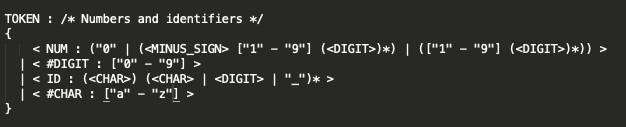 TOKEN : /* Numbers and identifiers */
{
< NUM : ("0" | (<MINUS_SIGN> ["1" - "9"] (<DIGIT>)*) | (["1" - "9"] (<DIGIT>)*)) >
| < #DIGIT : ["0" - "9"] >
| < ID : (<CHAR>) (<CHAR> | <DIGIT> | "_")* >
| < #CHAR : ["a" - "z"] >
}